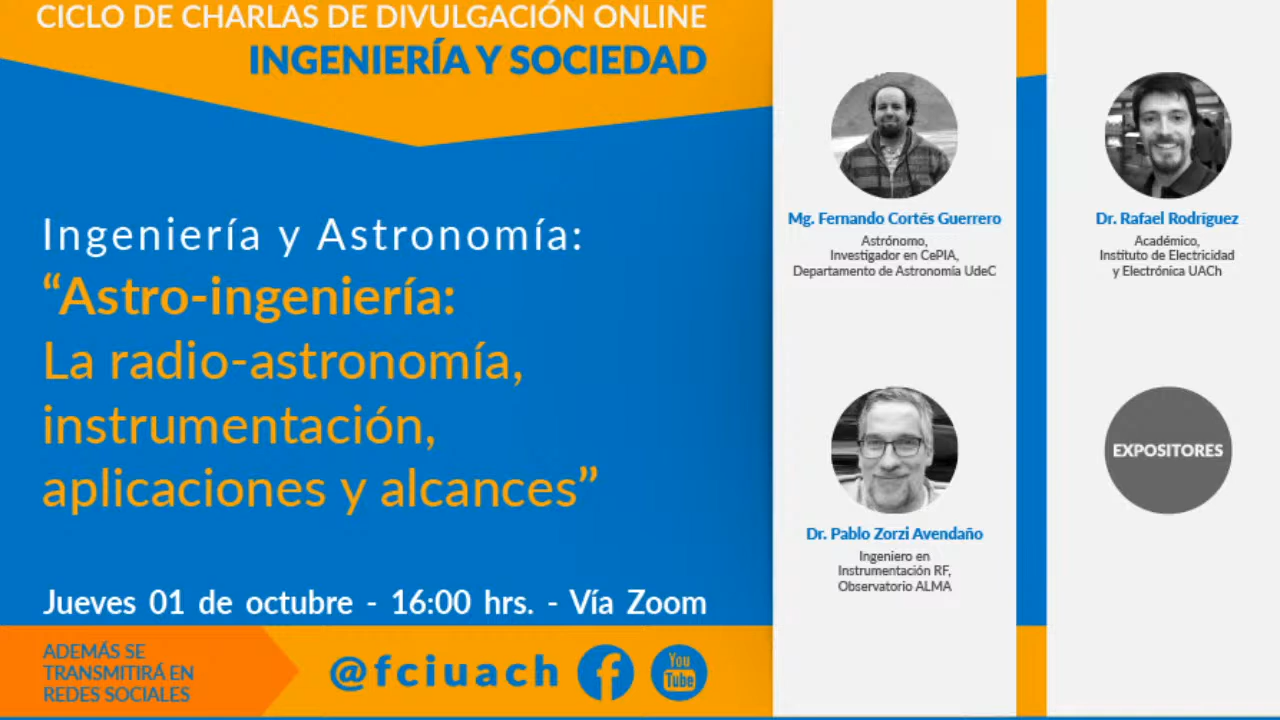 CICLO DE CHARLAS DE DIVULGACIÓN ONLINE
INGENIERÍA Y SOCIEDAD
Ingeniería y Astronomía:
“Astro-ingeniería:
La radio-astronomía,
instrumentación,
aplicaciones y alcances”
Jueves 01 de octubre - 16:00 hrs. - Vía Zoom
ADEMÁS SE
TRANSMITIRÁ EN
REDES SOCIALES
@fciuach
You
Tube
Mg. Fernando Cortés Guerrero
Astrónomo,
Investigador en CePIA,
Departamento de Astronomía UdeC
Dr. Rafael Rodríguez
Académico,
Instituto de Electricidad
y Electrónica UACh
Dr. Pablo Zorzi Avendaño
Ingeniero en
Instrumentación RF,
Observatorio ALMA
EXPOSITORES